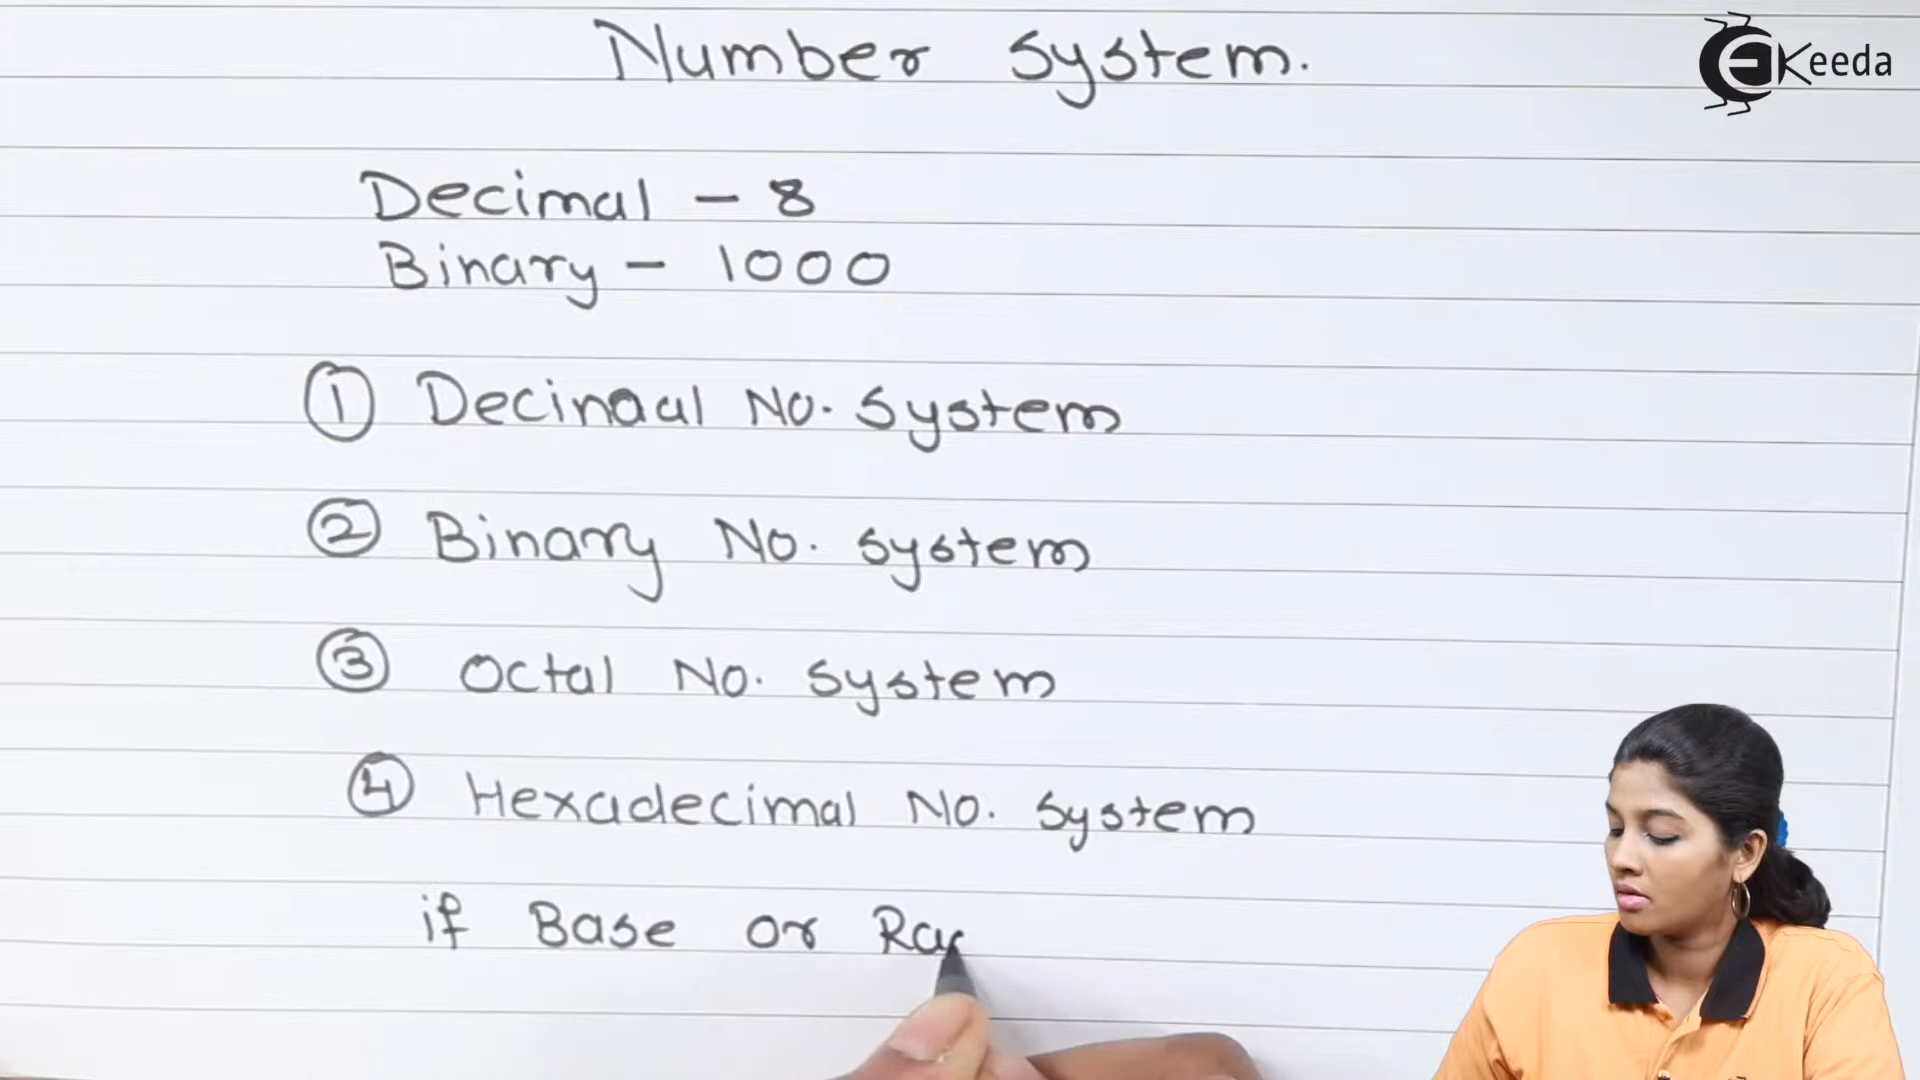 Number System.
EKeeda
Decimal - 8
Binary - 1000
① Decimaal No. System
② Binary No. System
③ Octal No. System
④ Hexadecimal No. System
if Base or